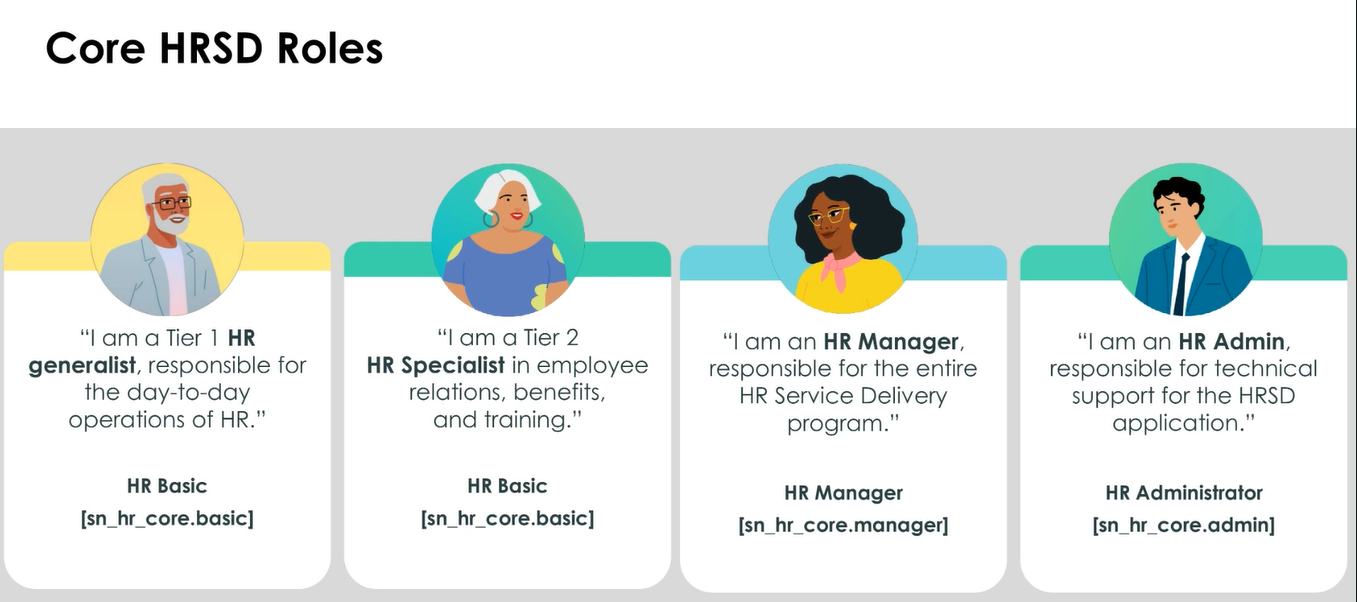 Core HRSD Roles
“I am a Tier 1 HR
generalist, responsible for
the day-to-day
operations of HR.”
HR Basic
[sn_hr_core.basic]
“I am a Tier 2
HR Specialist in employee
relations, benefits,
and training.”
HR Basic
[sn_hr_core.basic]
“I am an HR Manager,
responsible for the entire
HR Service Delivery
program.”
HR Manager
[sn_hr_core.manager]
“I am an HR Admin,
responsible for technical
support for the HRSD
application.”
HR Administrator
[sn_hr_core.admin]